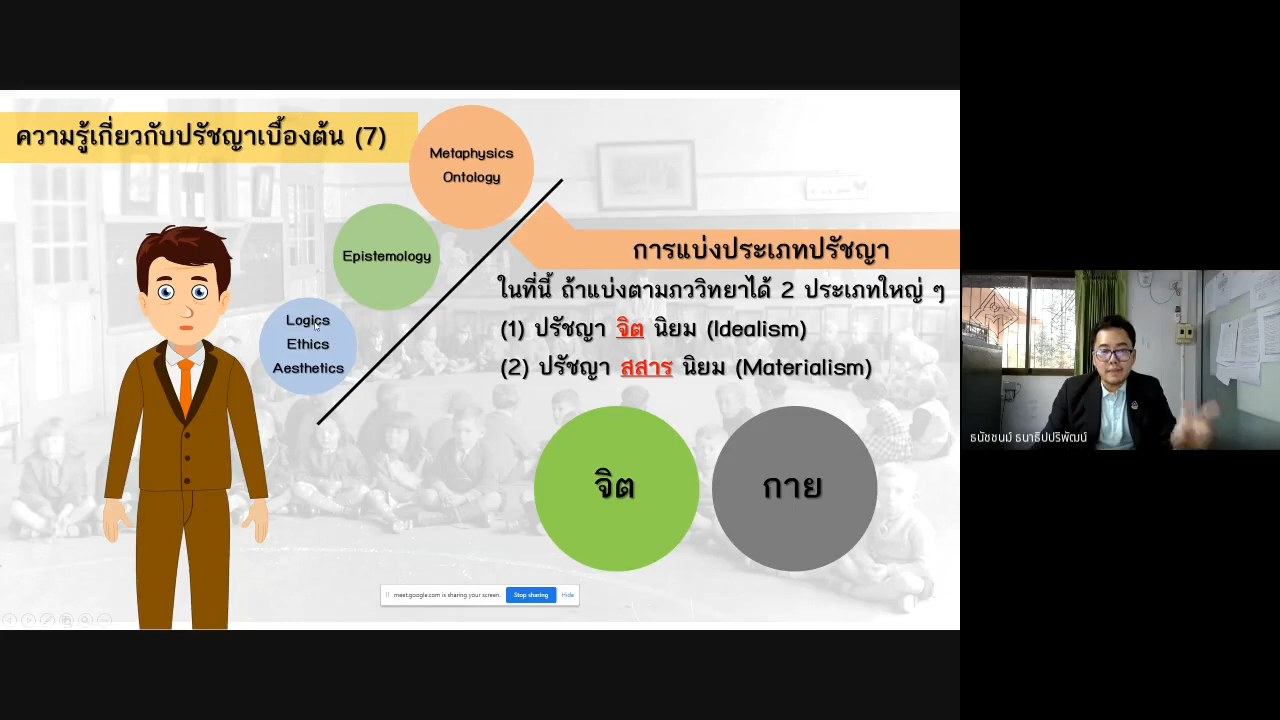 ความรู้เกี่ยวกับปรัชญาเบื้องต้น (7)
Metaphysics
Ontology
Epistemology
Logics
Ethics
Aesthetics
การแบ่งประเภทปรัชญา
ในที่นี้ ถ้าแบ่งตามภววิทยาได้ 2 ประเภทใหญ่ ๆ
(1) ปรัชญา จิต นิยม (Idealism)
(2) ปรัชญา สสาร นิยม (Materialism)
จิต
กาย
meet.google.com is sharing your screen.
Stop sharing
Hide
ธนัชชนม์ ธนาธิปปริพัฒน์